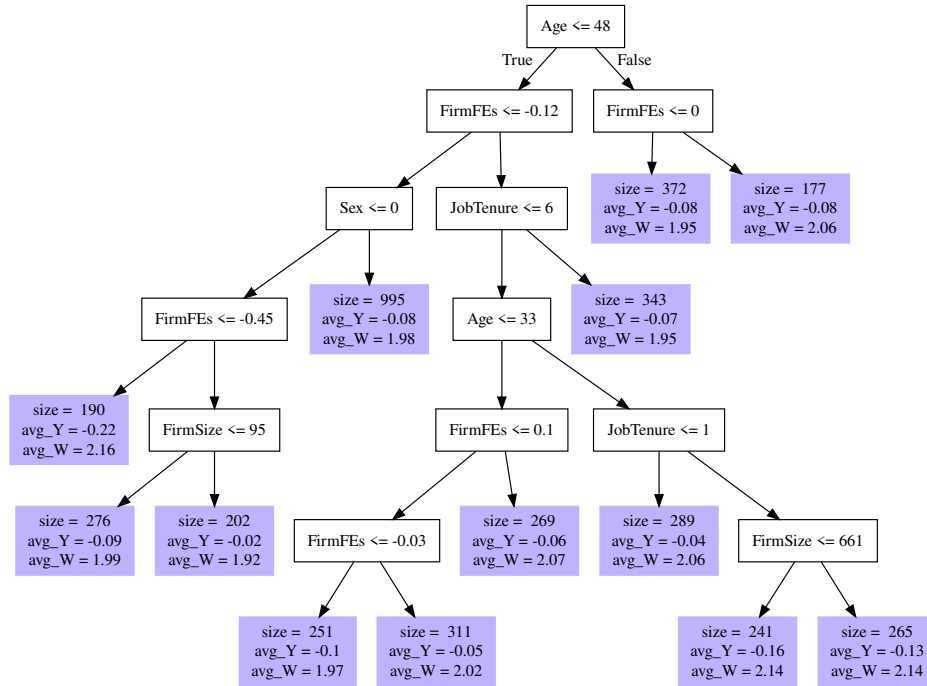 Age <= 48
True
False
FirmFEs <= -0.12
FirmFEs <= 0
Sex <= 0
JobTenure <= 6
size =  372
avg_Y = -0.08
avg_W = 1.95
size =  177
avg_Y = -0.08
avg_W = 2.06
FirmFEs <= -0.45
size =  995
avg_Y = -0.08
avg_W = 1.98
Age <= 33
size =  343
avg_Y = -0.07
avg_W = 1.95
size =  190
avg_Y = -0.22
avg_W = 2.16
FirmSize <= 95
FirmFEs <= 0.1
JobTenure <= 1
size =  276
avg_Y = -0.09
avg_W = 1.99
size =  202
avg_Y = -0.02
avg_W = 1.92
FirmFEs <= -0.03
size =  269
avg_Y = -0.06
avg_W = 2.07
size =  289
avg_Y = -0.04
avg_W = 2.06
FirmSize <= 661
size =  251
avg_Y = -0.1
avg_W = 1.97
size =  311
avg_Y = -0.05
avg_W = 2.02
size =  241
avg_Y = -0.16
avg_W = 2.14
size =  265
avg_Y = -0.13
avg_W = 2.14